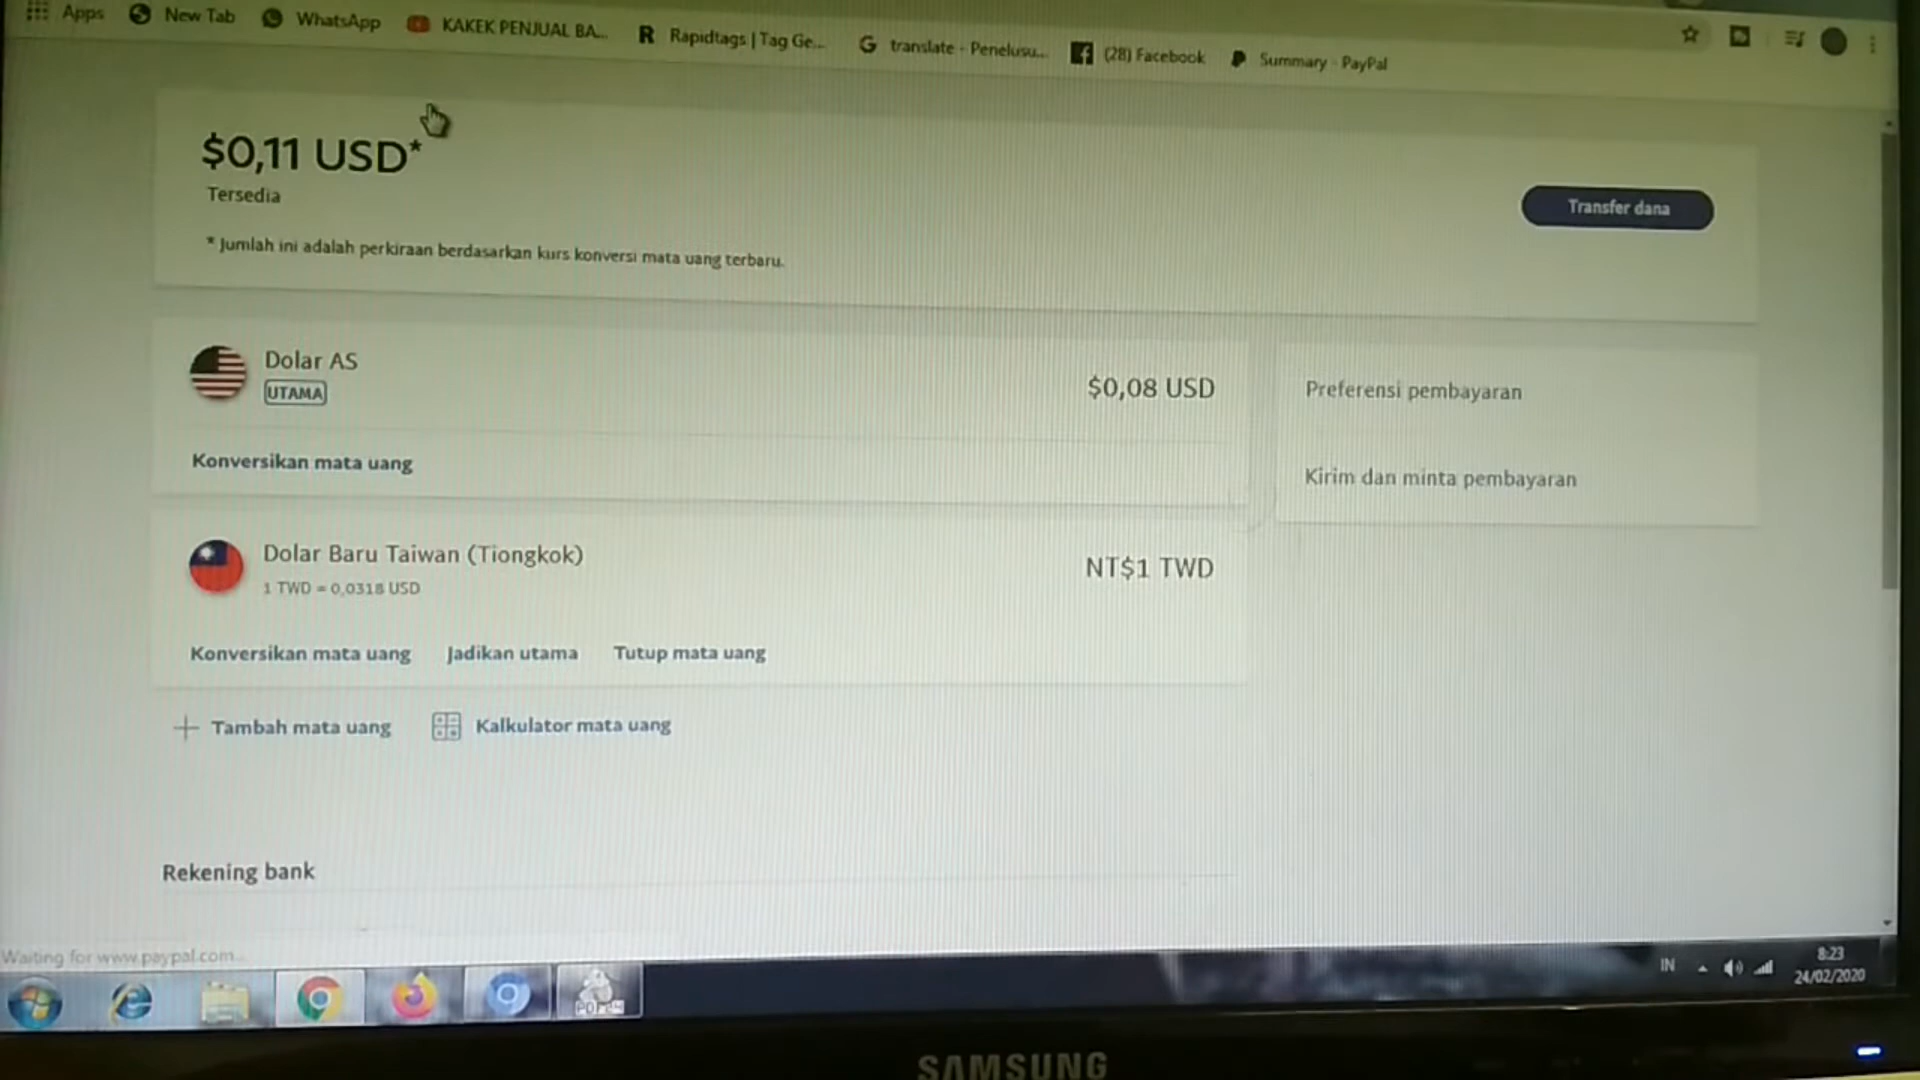 Apps New Tab WhatsApp KAKEK PENJUAL BA... Rapidtags | Tag Ge... translate - Penelusu... (28) Facebook Summary - PayPal
$0,11 USD*
Tersedia
Transfer dana
* Jumlah ini adalah perkiraan berdasarkan kurs konversi mata uang terbaru.
Dolar AS
UTAMA
$0,08 USD
Konversikan mata uang
Preferensi pembayaran
Kirim dan minta pembayaran
Dolar Baru Taiwan (Tiongkok)
1 TWD = 0,0318 USD
NT$1 TWD
Konversikan mata uang Jadikan utama Tutup mata uang
Tambah mata uang Kalkulator mata uang
Rekening bank
Waiting for www.paypal.com...
IN
8:23
24/02/2020
SAMSUNG